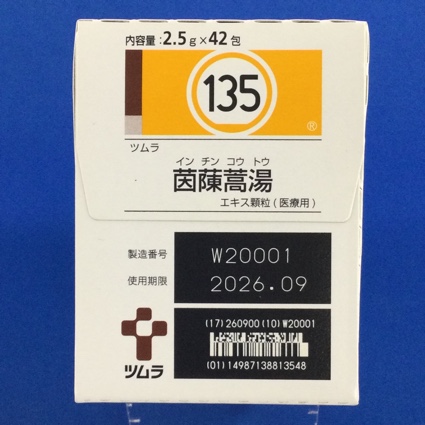 内容量:2.5g×42包
135
®
ツムラ
イン チン コウ トウ
茵蔯蒿湯
エキス顆粒(医療用)
製造番号 W20001
使用期限 2026.09
(17)260900(10)W20001
(01)14987138813548
ツムラ